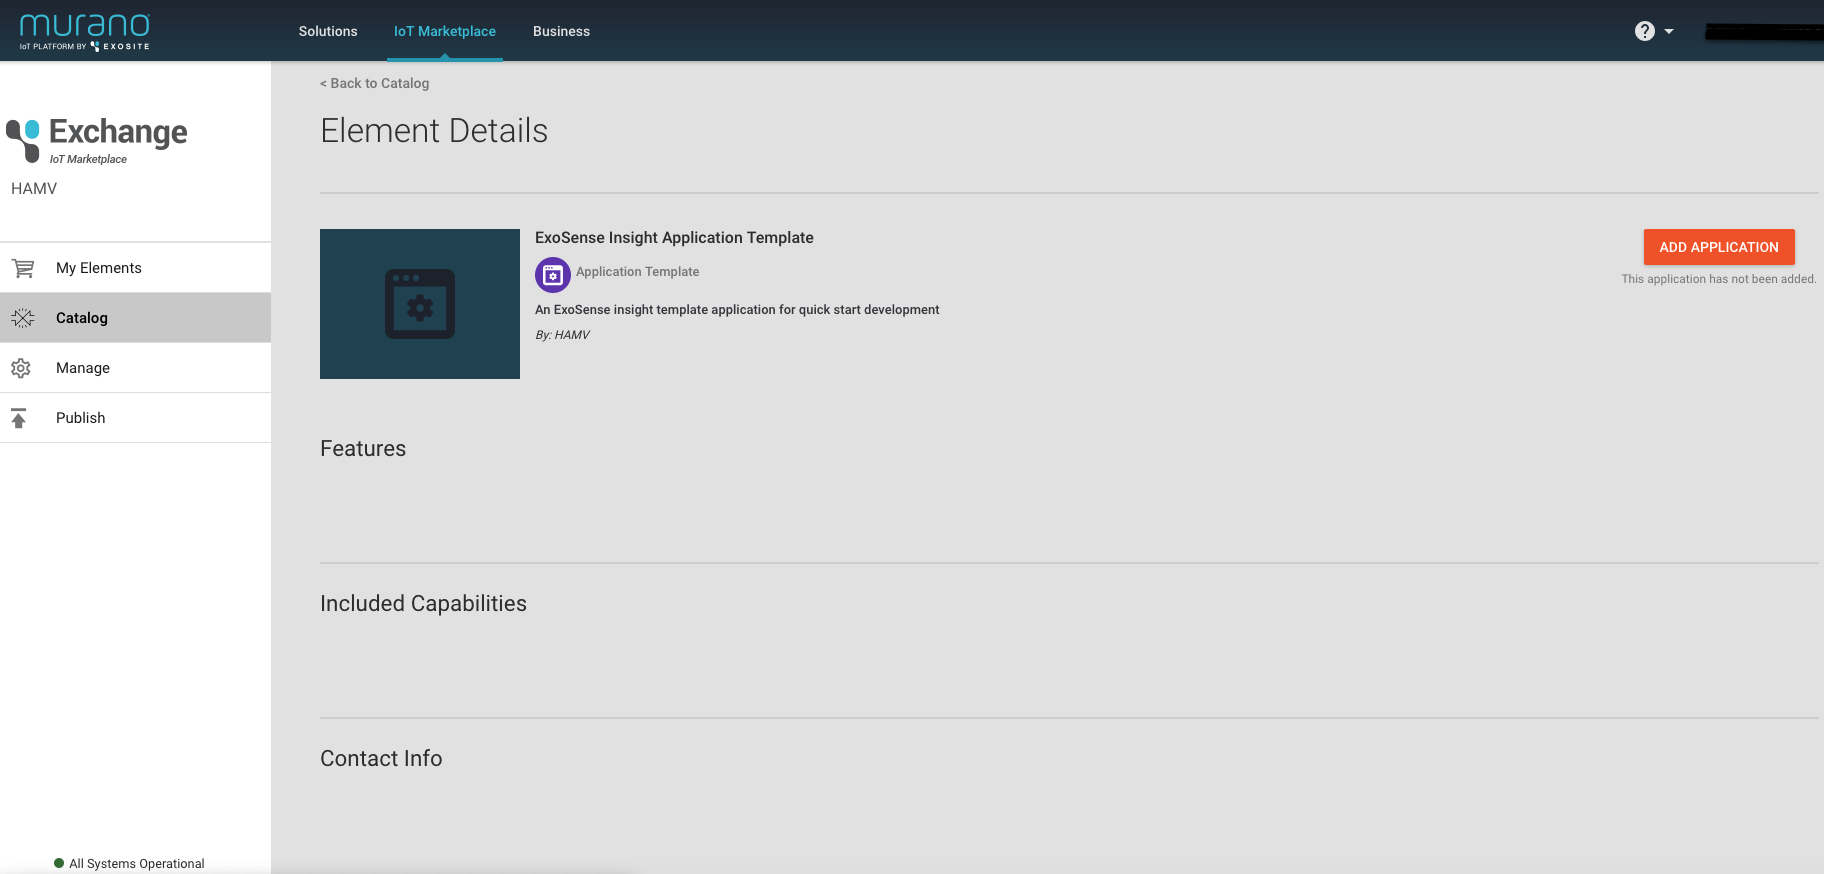 murano
IoT PLATFORM BY EXOSITE
Solutions
IoT Marketplace
Business
?
Exchange
IoT Marketplace
HAMV
My Elements
Catalog
Manage
Publish
All Systems Operational
< Back to Catalog
Element Details
ExoSense Insight Application Template
Application Template
An ExoSense insight template application for quick start development
By: HAMV
ADD APPLICATION
This application has not been added.
Features
Included Capabilities
Contact Info